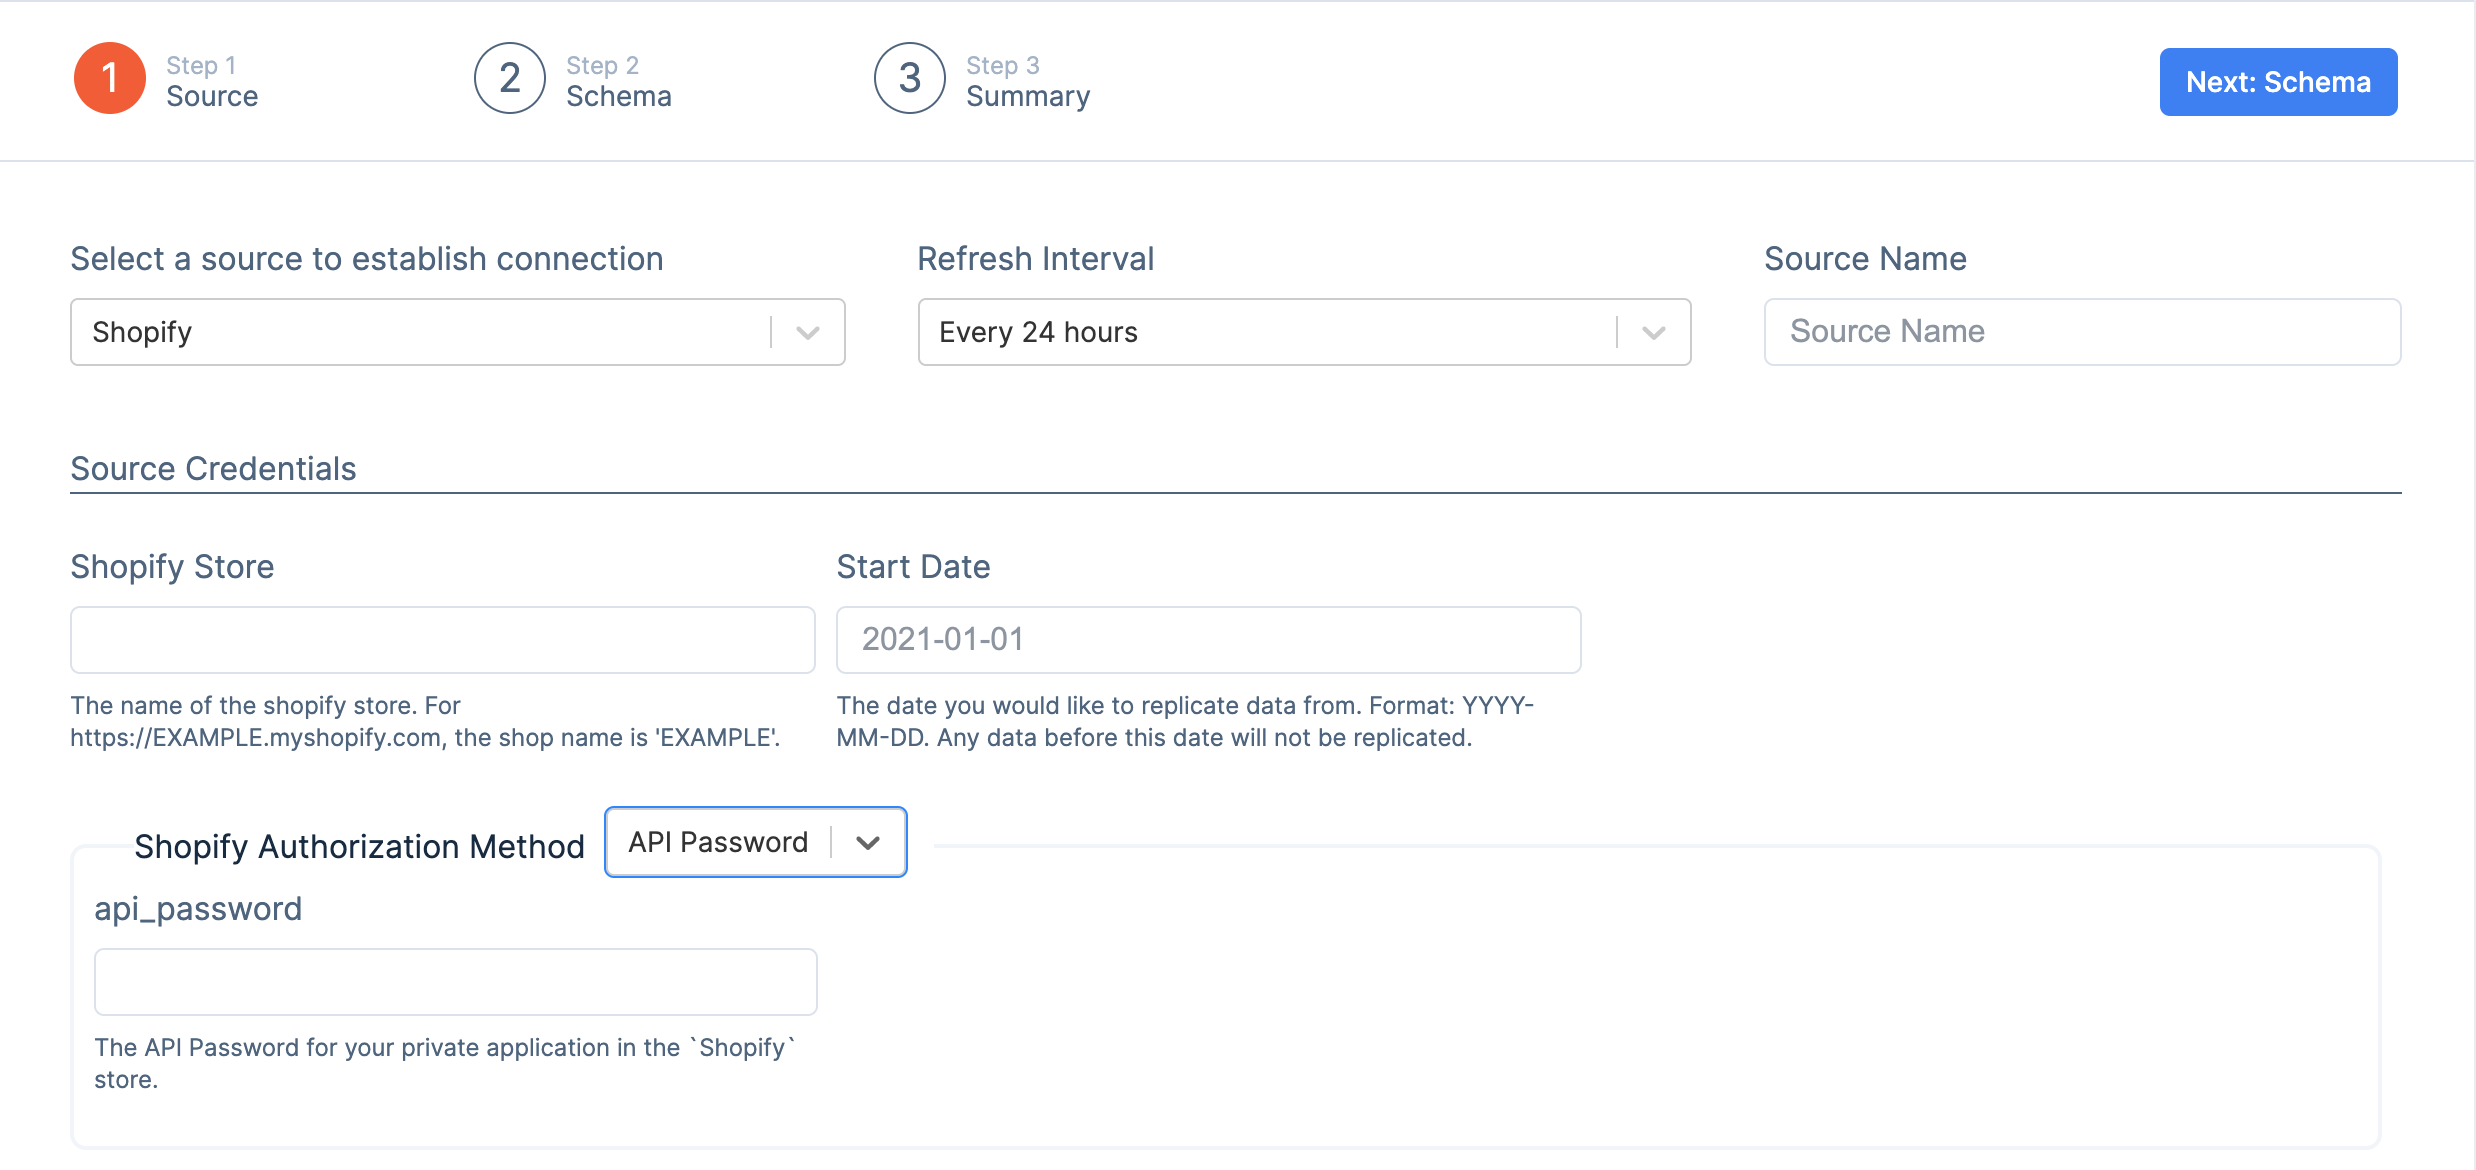 1
Step 1
Source
2
Step 2
Schema
3
Step 3
Summary
Next: Schema
Select a source to establish connection
Shopify
Refresh Interval
Every 24 hours
Source Name
Source Name
Source Credentials
Shopify Store
The name of the shopify store. For
https://EXAMPLE.myshopify.com, the shop name is 'EXAMPLE'.
Start Date
2021-01-01
The date you would like to replicate data from. Format: YYYY-
MM-DD. Any data before this date will not be replicated.
Shopify Authorization Method
API Password
api_password
The API Password for your private application in the `Shopify`
store.